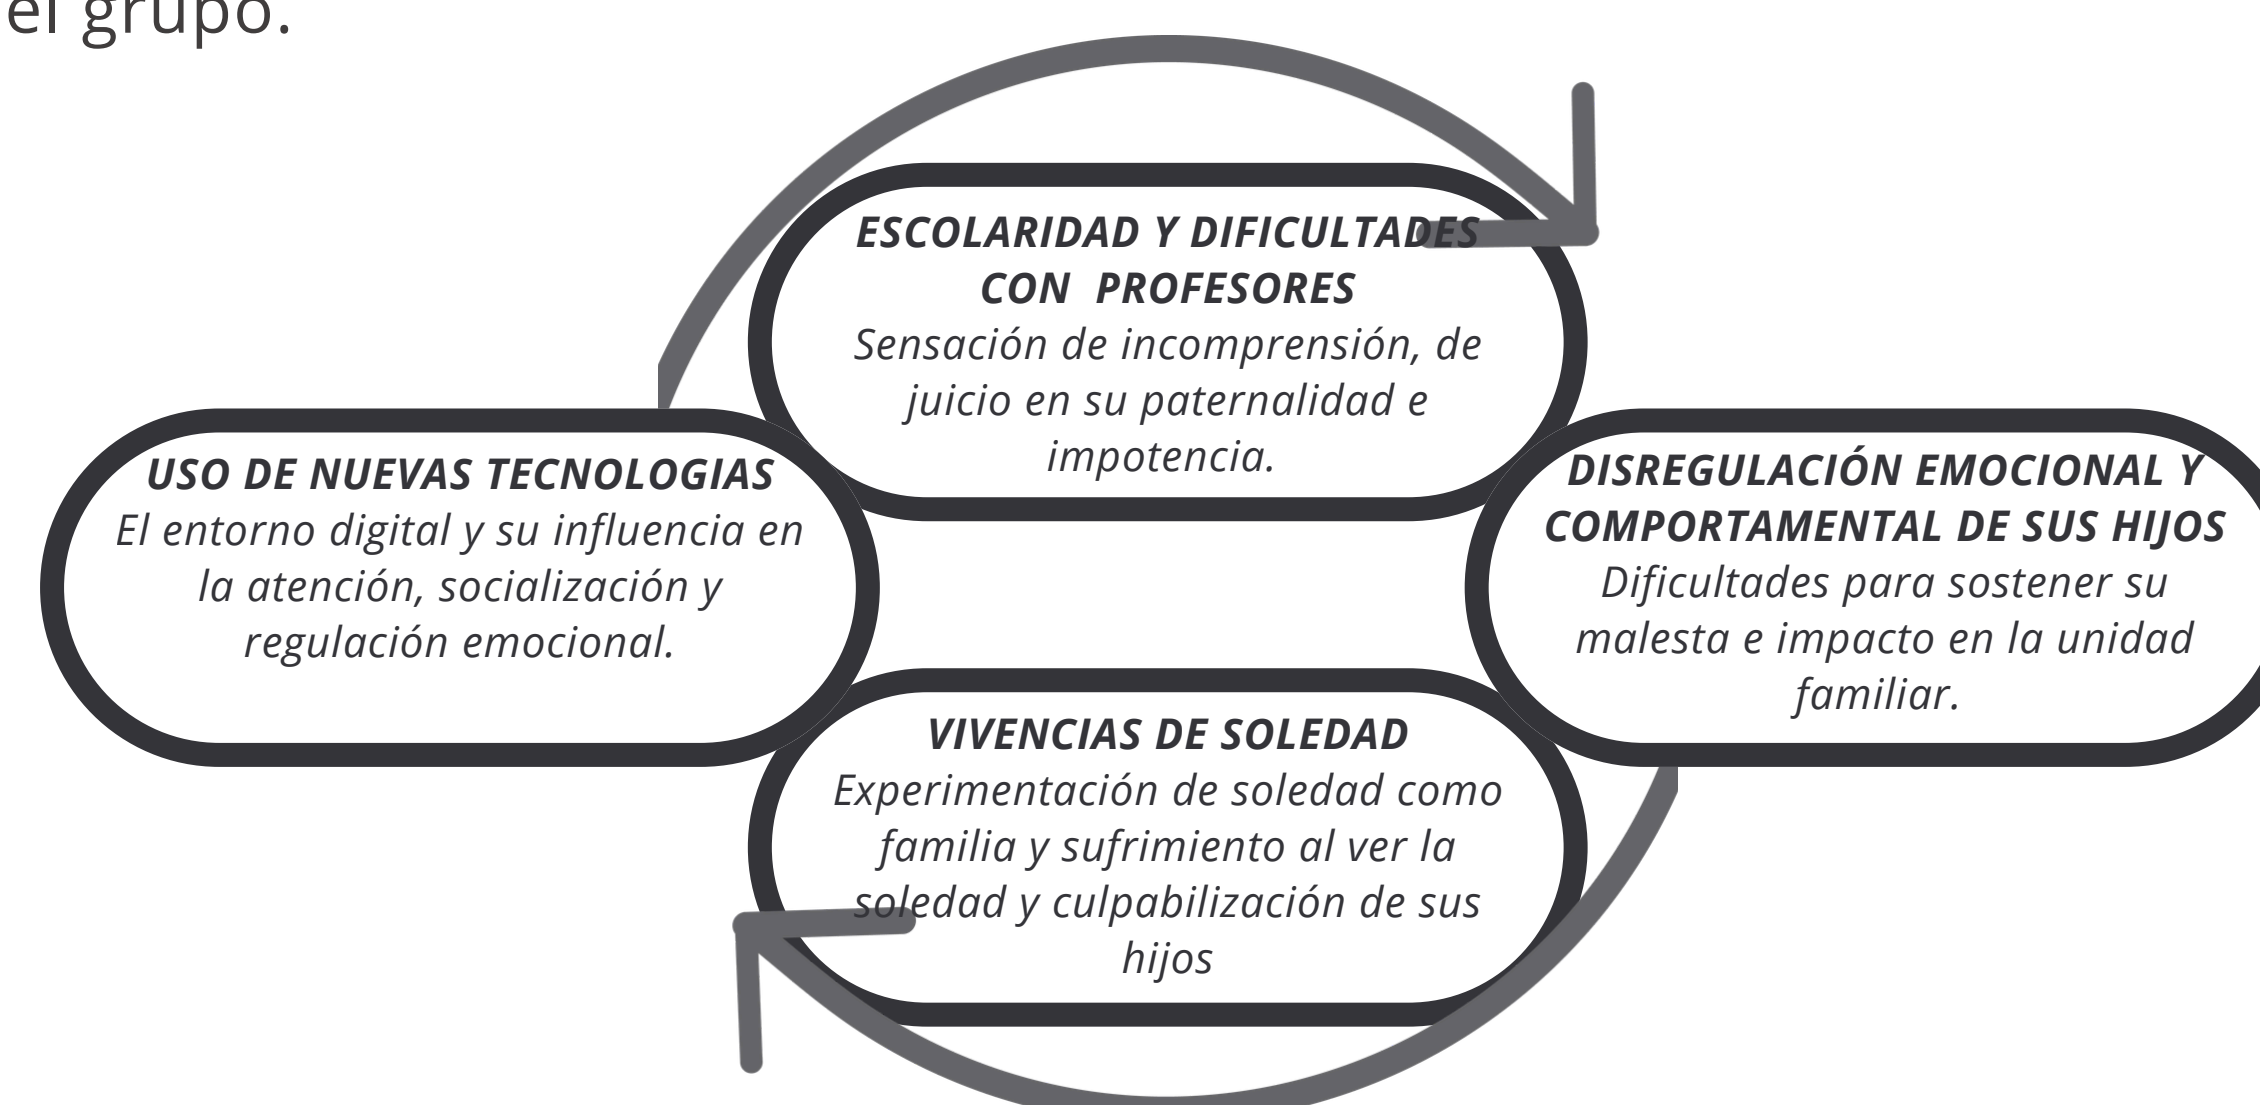 el grupo.
ESCOLARIDAD Y DIFICULTADES
CON PROFESORES
Sensación de incomprensión, de
juicio en su paternalidad e
impotencia.
USO DE NUEVAS TECNOLOGIAS
El entorno digital y su influencia en
la atención, socialización y
regulación emocional.
DISREGULACIÓN EMOCIONAL Y
COMPORTAMENTAL DE SUS HIJOS
Dificultades para sostener su
malesta e impacto en la unidad
familiar.
VIVENCIAS DE SOLEDAD
Experimentación de soledad como
familia y sufrimiento al ver la
soledad y culpabilización de sus
hijos